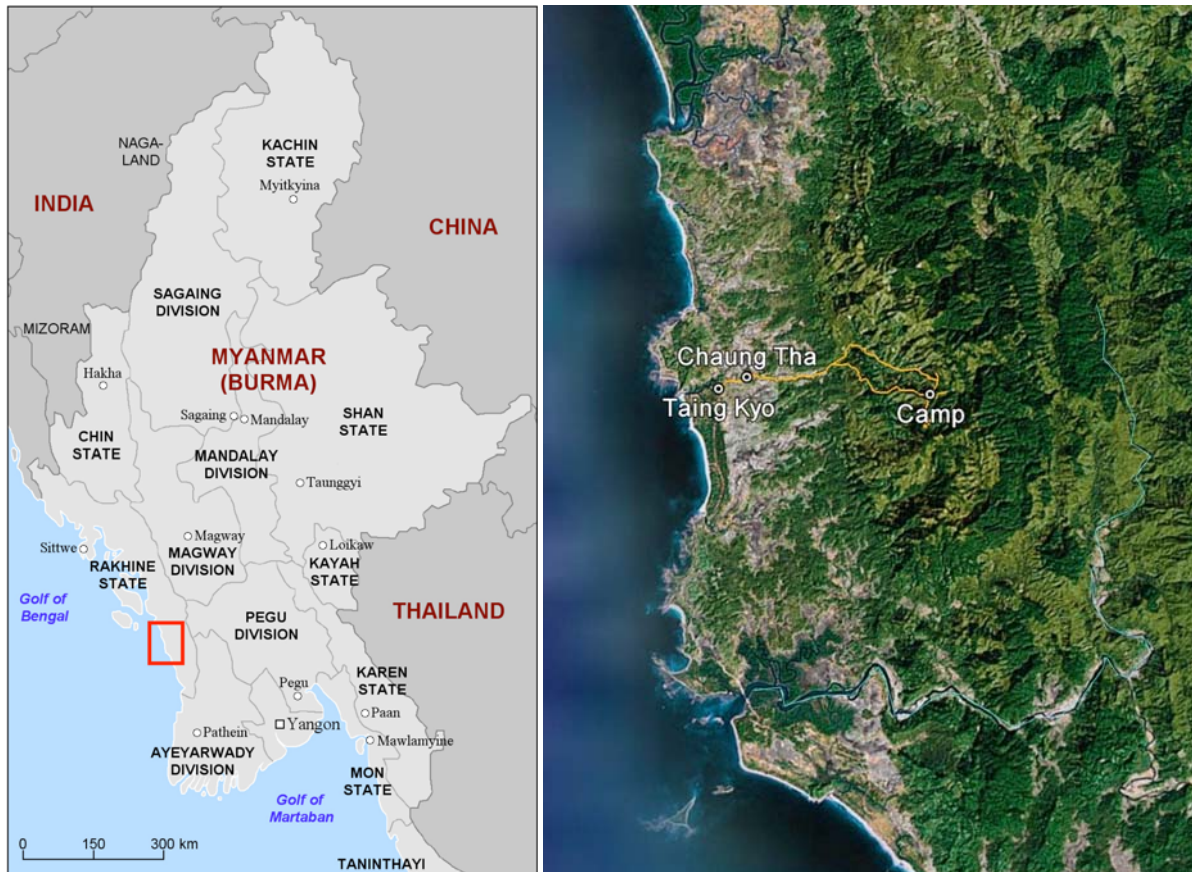 NAGA-
LAND
KACHIN
STATE
Myitkyina
INDIA
CHINA
SAGAING
DIVISION
MIZORAM
MYANMAR
(BURMA)
Hakha
Sagaing
Mandalay
SHAN
STATE
CHIN
STATE
MANDALAY
DIVISION
Taunggyi
Magway
MAGWAY
DIVISION
Loikaw
KAYAH
STATE
Sittwe
RAKHINE
STATE
Golf of
Bengal
THAILAND
PEGU
DIVISION
KAREN
STATE
Pegu
Paan
Yangon
Pathein
Mawlamyine
AYEYARWADY
DIVISION
MON
STATE
Golf of
Martaban
0 150 300 km
TANINTHAYI
Chaung Tha
Taing Kyo
Camp